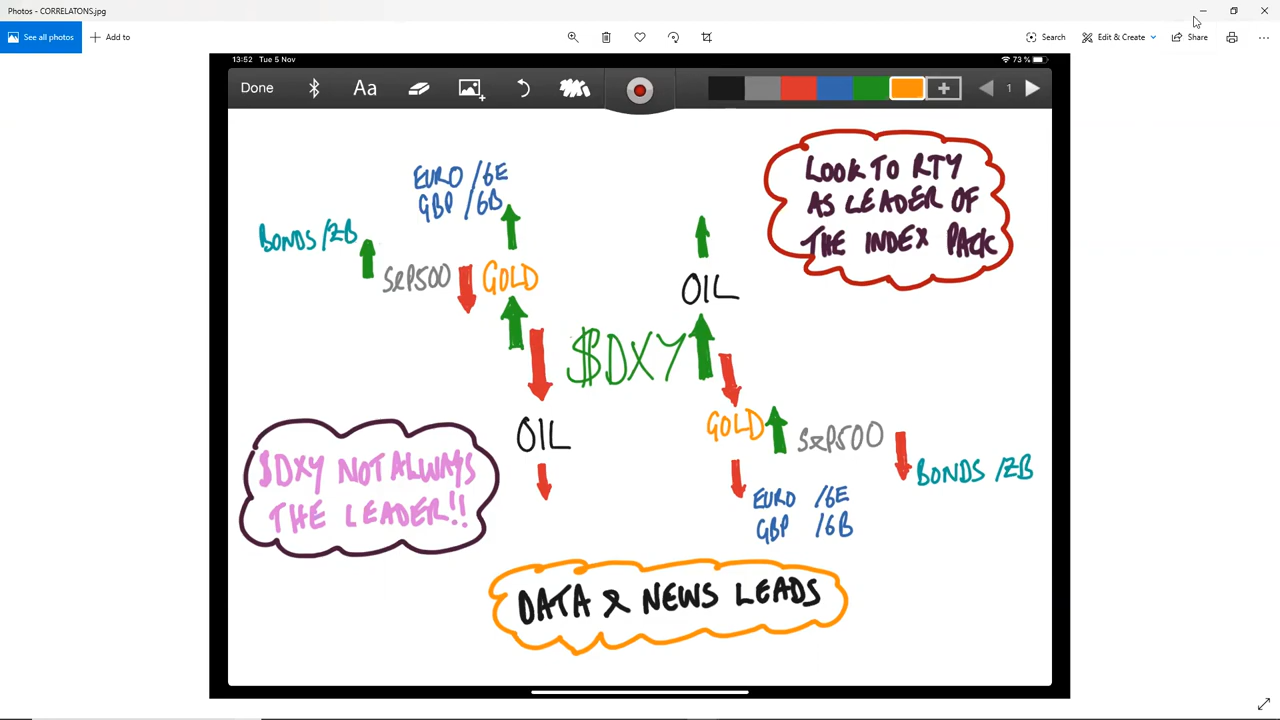 Photos - CORRELATONS.jpg
See all photos
Add to
Search
Edit & Create
Share
13:52 Tue 5 Nov
73 %
Done
Aa
1
EURO /6E
GBP /6B
BONDS /ZB
S&P500
GOLD
OIL
LOOK TO RTY
AS LEADER OF
THE INDEX PACK
$DXY
OIL
GOLD
S&P500
BONDS /ZB
EURO /6E
GBP /6B
$DXY NOT ALWAYS
THE LEADER!!
DATA & NEWS LEADS